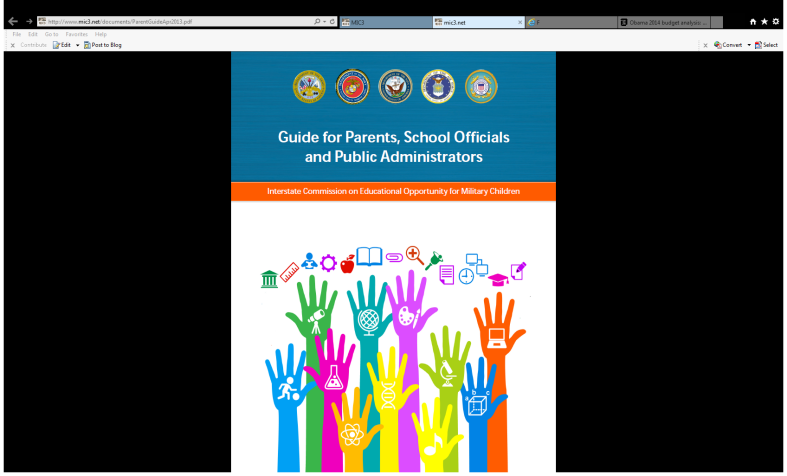 http://www.mic3.net/documents/ParentGuideApr2013.pdf
MIC3
mic3.net
F
Obama 2014 budget analysis ...
File Edit Go to Favorites Help
x Contribute Edit Post to Blog
x Convert Select
Guide for Parents, School Officials
and Public Administrators
Interstate Commission on Educational Opportunity for Military Children